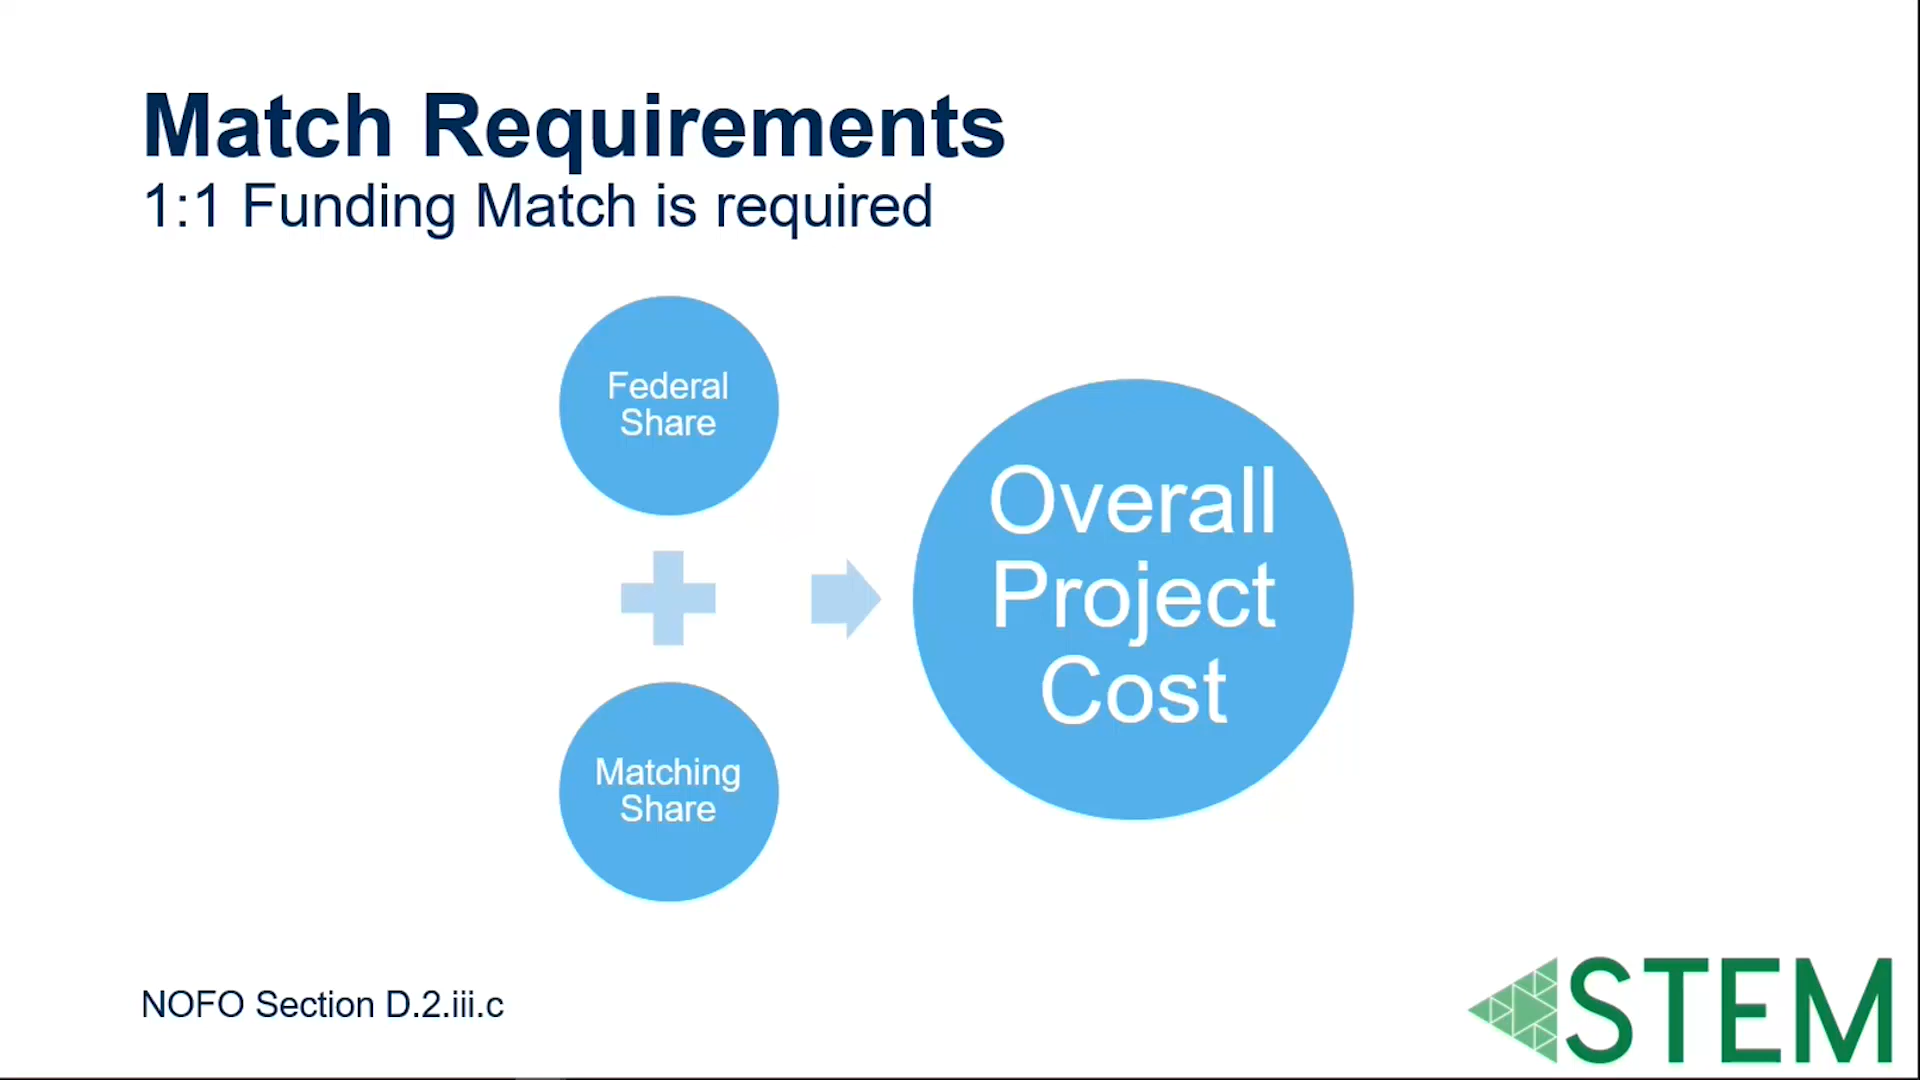 Match Requirements
1:1 Funding Match is required
Federal
Share
Matching
Share
Overall
Project
Cost
NOFO Section D.2.iii.c
STEM